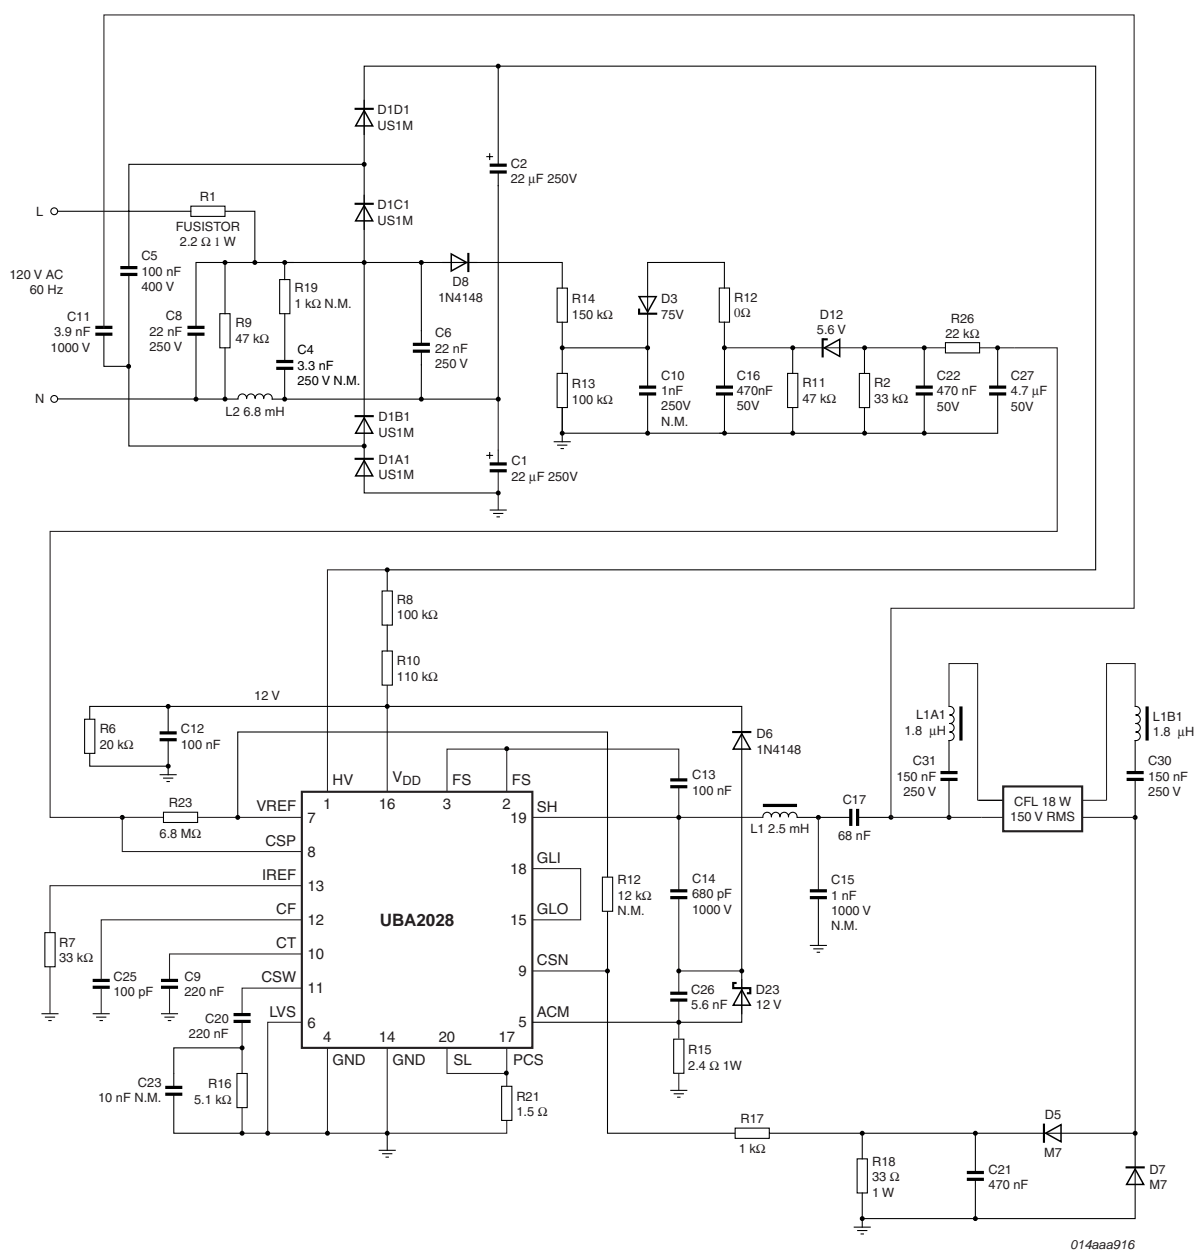 D1D1
US1M
C2
22 μF 250V
R1
L
FUSISTOR
2.2 Ω 1 W
D1C1
US1M
C5
100 nF
400 V
120 V AC
60 Hz
D8
1N4148
R19
1 kΩ N.M.
R14
150 kΩ
D3
75V
R12
0Ω
D12
5.6 V
R26
22 kΩ
C11
3.9 nF
1000 V
C8
22 nF
250 V
R9
47 kΩ
C4
3.3 nF
250 V N.M.
C6
22 nF
250 V
R13
100 kΩ
C10
1nF
250V
N.M.
C16
470nF
50V
R11
47 kΩ
R2
33 kΩ
C22
470 nF
50V
C27
4.7 μF
50V
N
L2 6.8 mH
D1B1
US1M
D1A1
US1M
C1
22 μF 250V
R8
100 kΩ
R10
110 kΩ
12 V
R6
20 kΩ
C12
100 nF
D6
1N4148
L1A1
1.8 μH
L1B1
1.8 μH
C31
150 nF
250 V
C30
150 nF
250 V
HV
VDD
FS
FS
C13
100 nF
1
16
3
2
SH
19
R23
6.8 MΩ
VREF
7
L1 2.5 mH
C17
68 nF
CFL 18 W
150 V RMS
CSP
8
GLI
18
IREF
13
R12
12 kΩ
N.M.
C14
680 pF
1000 V
C15
1 nF
1000 V
N.M.
CF
12
UBA2028
GLO
15
R7
33 kΩ
CT
10
CSN
9
C25
100 pF
C9
220 nF
CSW
11
C26
5.6 nF
D23
12 V
C20
220 nF
LVS
6
ACM
5
4
14
20
17
GND
GND
SL
PCS
R15
2.4 Ω 1W
C23
10 nF N.M.
R16
5.1 kΩ
R21
1.5 Ω
R17
1 kΩ
D5
M7
R18
33 Ω
1 W
C21
470 nF
D7
M7
014aaa916